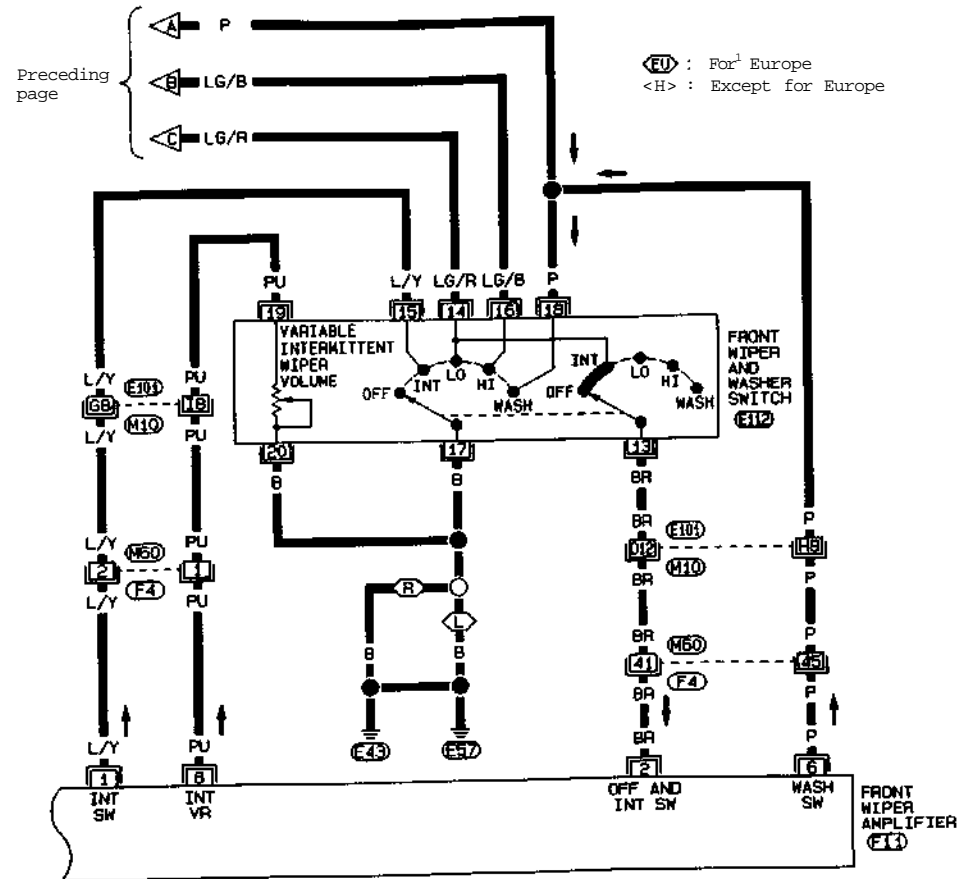 A P
Preceding
page
B LG/B
C LG/R
EU : For¹ Europe
<H> : Except for Europe
PU L/Y LG/R LG/B P
19 15 14 16 18
VARIABLE
INTERMITTENT
WIPER
VOLUME
OFF INT LO HI WASH
OFF INT LO HI WASH
FRONT
WIPER
AND
WASHER
SWITCH
E112
L/Y PU
E101
G8 I8
M10
L/Y PU
20 17 13
B B BR
BR P
E101
D12 H9
M10
BR P
L/Y PU
M60
2 1
F4
L/Y PU
R
L
B B
BR P
M60
41 45
F4
BR P
E43 E57
L/Y PU BR P
1 8 2 6
INT
SW
INT
VR
OFF AND
INT SW
WASH
SW
FRONT
WIPER
AMPLIFIER
F11